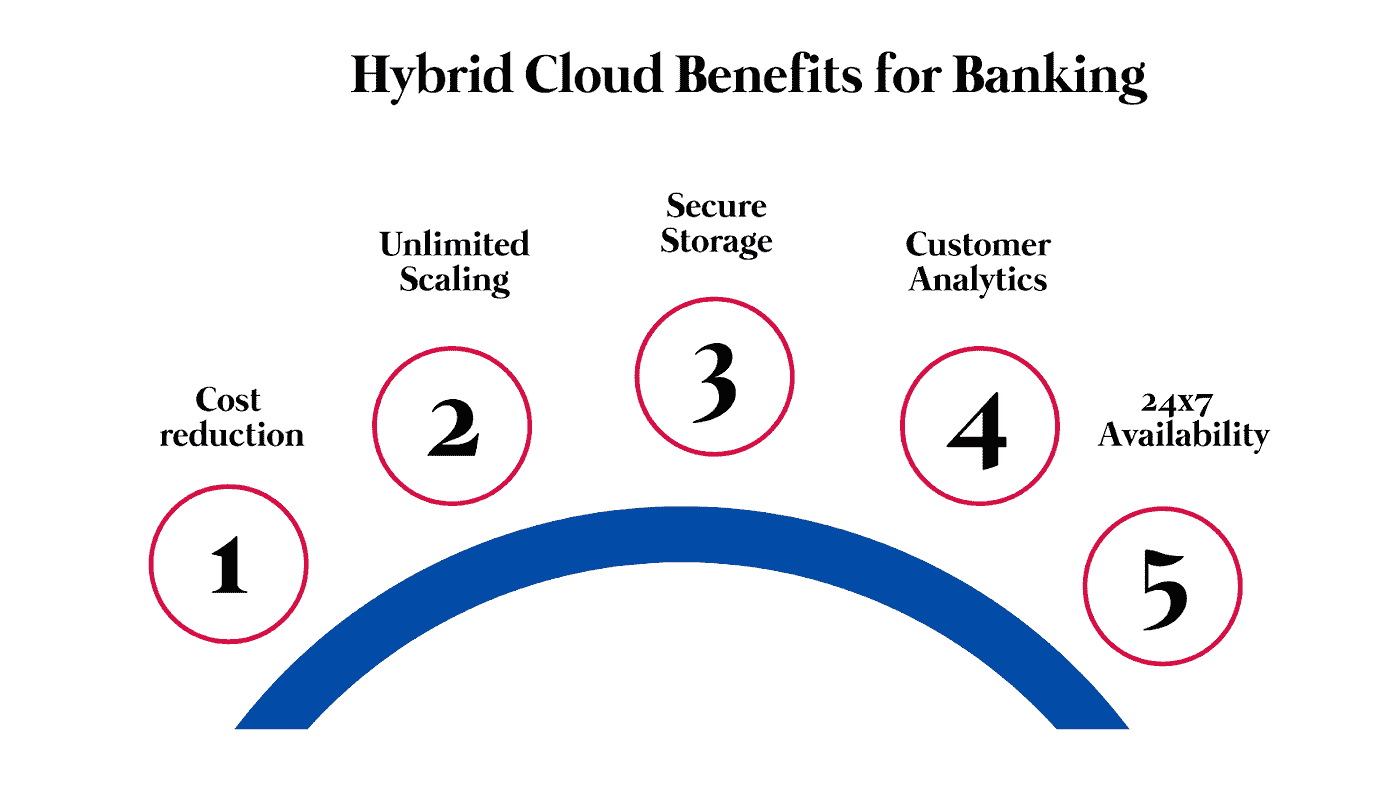 Hybrid Cloud Benefits for Banking
Cost
reduction
1
Unlimited
Scaling
2
Secure
Storage
3
Customer
Analytics
4
24x7
Availability
5